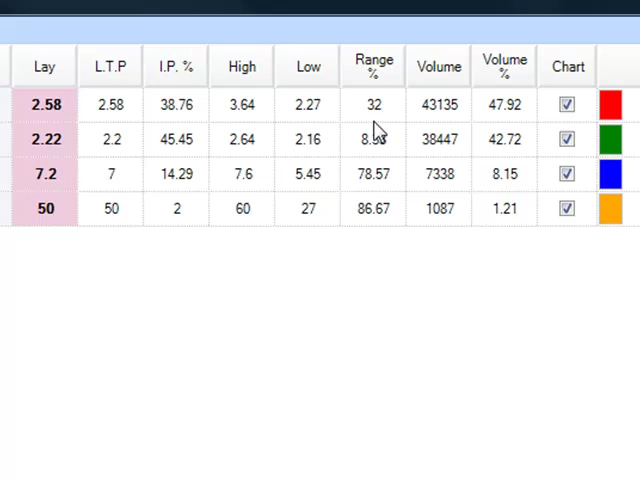 Lay L.T.P I.P. % High Low Range % Volume Volume % Chart
2.58 2.58 38.76 3.64 2.27 32 43135 47.92
2.22 2.2 45.45 2.64 2.16 38447 42.72
7.2 7 14.29 7.6 5.45 78.57 7338 8.15
50 50 2 60 27 86.67 1087 1.21